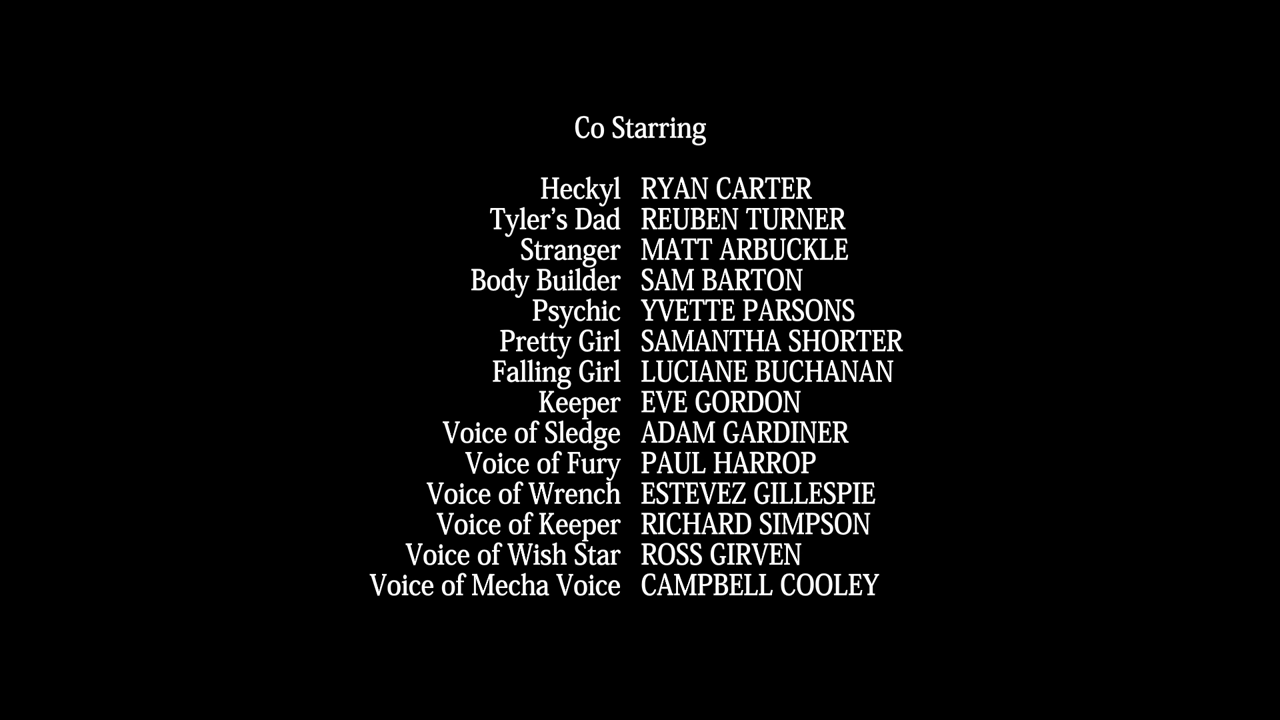 Co Starring
Heckyl RYAN CARTER
Tyler’s Dad REUBEN TURNER
Stranger MATT ARBUCKLE
Body Builder SAM BARTON
Psychic YVETTE PARSONS
Pretty Girl SAMANTHA SHORTER
Falling Girl LUCIANE BUCHANAN
Keeper EVE GORDON
Voice of Sledge ADAM GARDINER
Voice of Fury PAUL HARROP
Voice of Wrench ESTEVEZ GILLESPIE
Voice of Keeper RICHARD SIMPSON
Voice of Wish Star ROSS GIRVEN
Voice of Mecha Voice CAMPBELL COOLEY